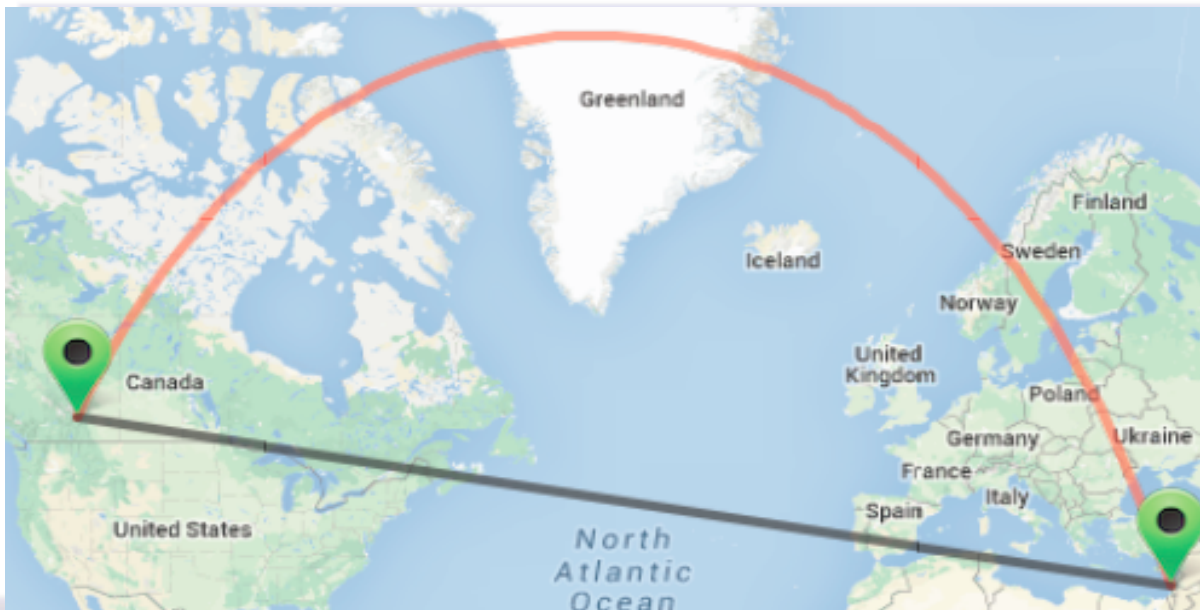 Greenland
Finland
Sweden
Iceland
Norway
United
Kingdom
Canada
Poland
Germany
Ukraine
France
Italy
Spain
United States
North
Atlantic
Ocean